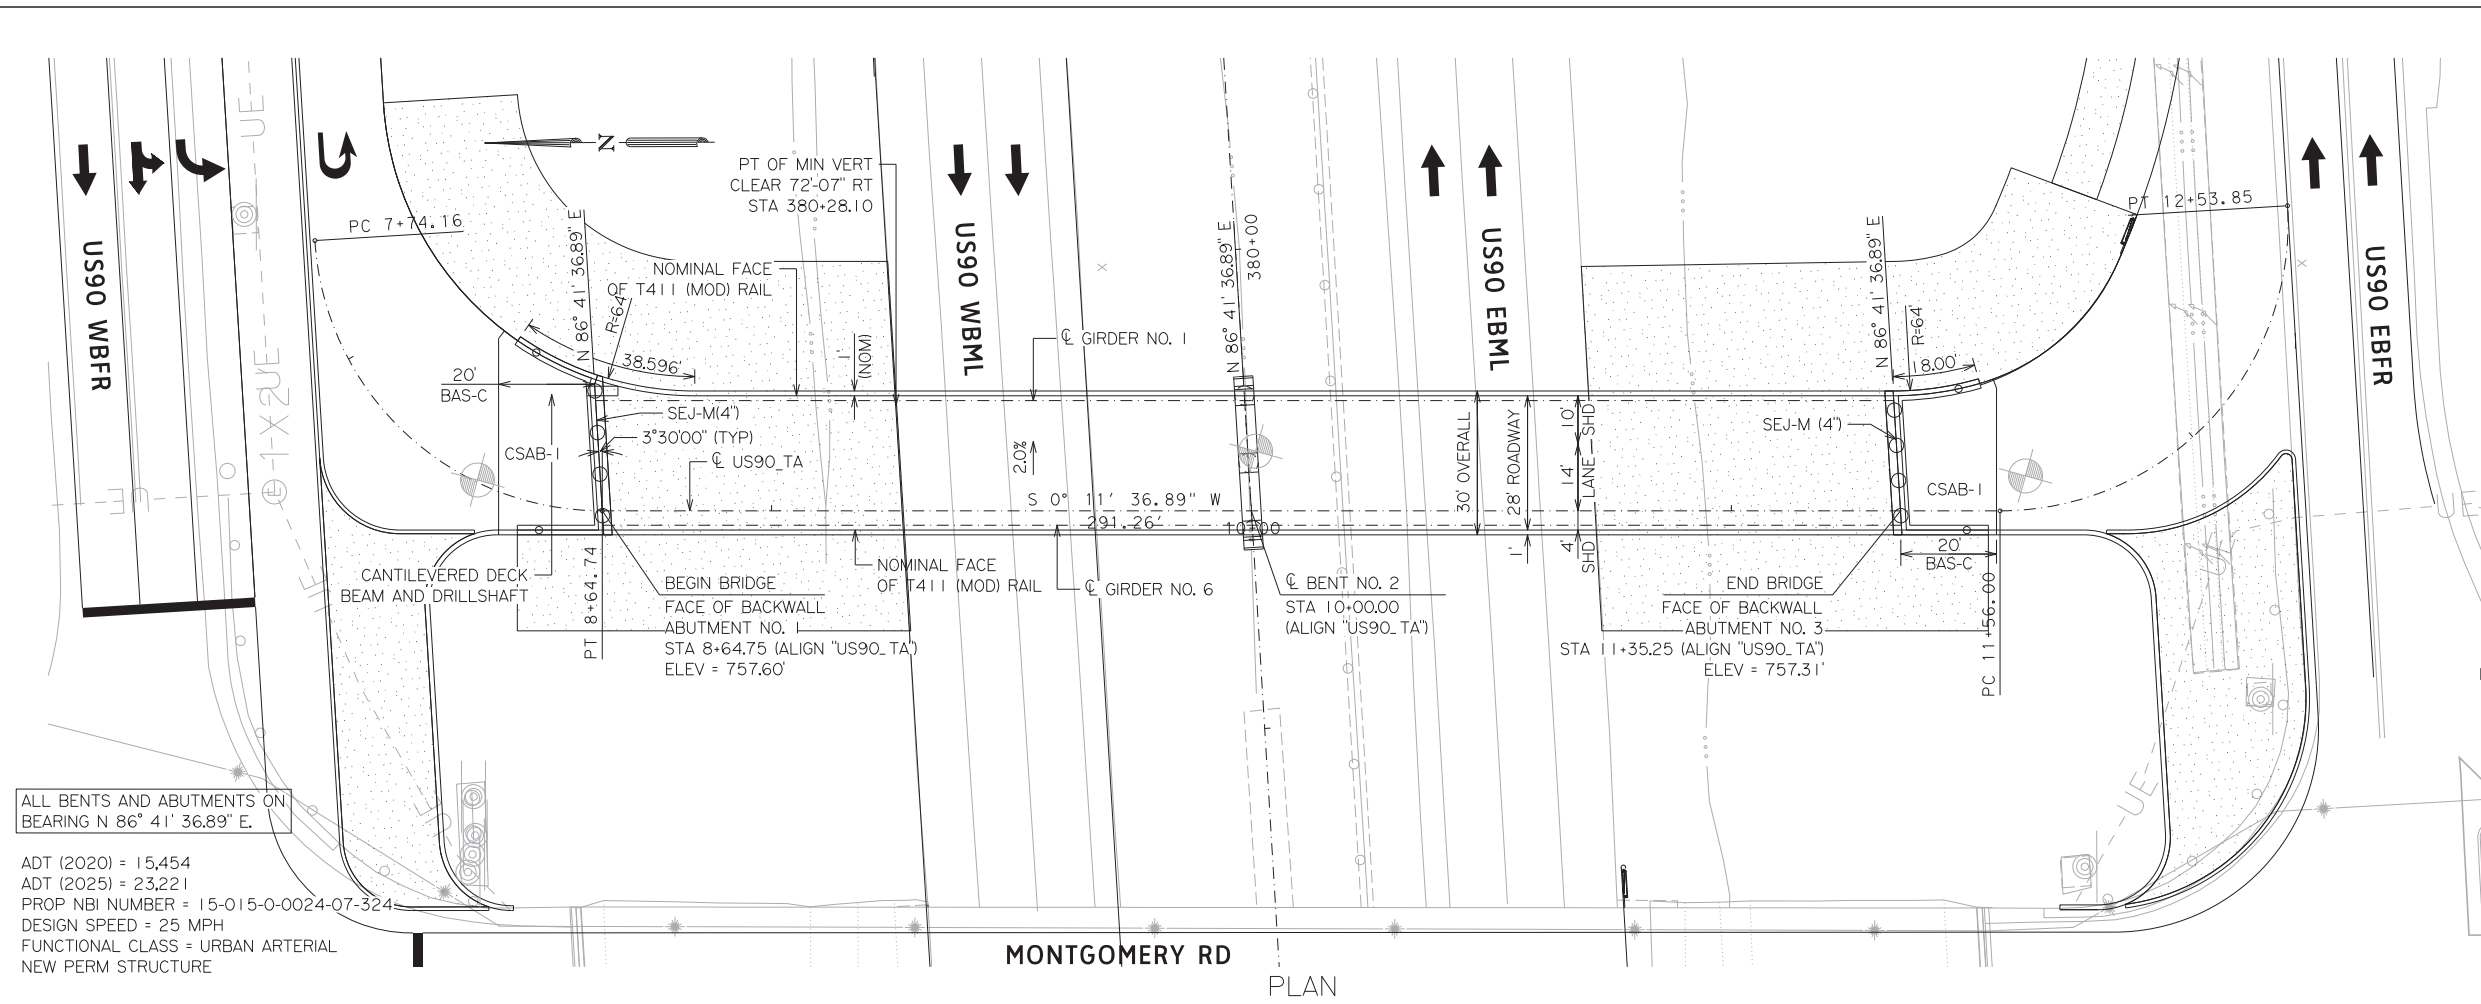 N
PT OF MIN VERT
CLEAR 72'-07" RT
STA 380+28.10
PC 7+74.16
US90 WBFR
UE
E-1-X2UE
N 86° 41' 36.89" E
R=64'
NOMINAL FACE
OF T411 (MOD) RAIL
38.596'
1'
(NOM)
20'
BAS-C
SEJ-M(4")
3°30'00" (TYP)
CSAB-1
℄ US90_TA
US90 WBML
℄ GIRDER NO. 1
N 86° 41' 36.89" E
380+00
2.0%
S 0° 11' 36.89" W
291.26'
10+00
US90 EBML
30' OVERALL
28' ROADWAY
1'
10'
SHD
14'
LANE
4'
SHD
N 86° 41' 36.89" E
R=64'
18.00'
PT 12+53.85
US90 EBFR
SEJ-M (4")
CSAB-1
20'
BAS-C
CANTILEVERED DECK
BEAM AND DRILLSHAFT
PT 8+64.74
BEGIN BRIDGE
FACE OF BACKWALL
ABUTMENT NO. 1
STA 8+64.75 (ALIGN "US90_TA")
ELEV = 757.60'
NOMINAL FACE
OF T411 (MOD) RAIL
℄ GIRDER NO. 6
℄ BENT NO. 2
STA 10+00.00
(ALIGN "US90_TA")
END BRIDGE
FACE OF BACKWALL
ABUTMENT NO. 3
STA 11+35.25 (ALIGN "US90_TA")
ELEV = 757.31'
PC 11+56.00
UE
UE
ALL BENTS AND ABUTMENTS ON
BEARING N 86° 41' 36.89" E.
ADT (2020) = 15,454
ADT (2025) = 23,221
PROP NBI NUMBER = 15-015-0-0024-07-324
DESIGN SPEED = 25 MPH
FUNCTIONAL CLASS = URBAN ARTERIAL
NEW PERM STRUCTURE
MONTGOMERY RD
PLAN